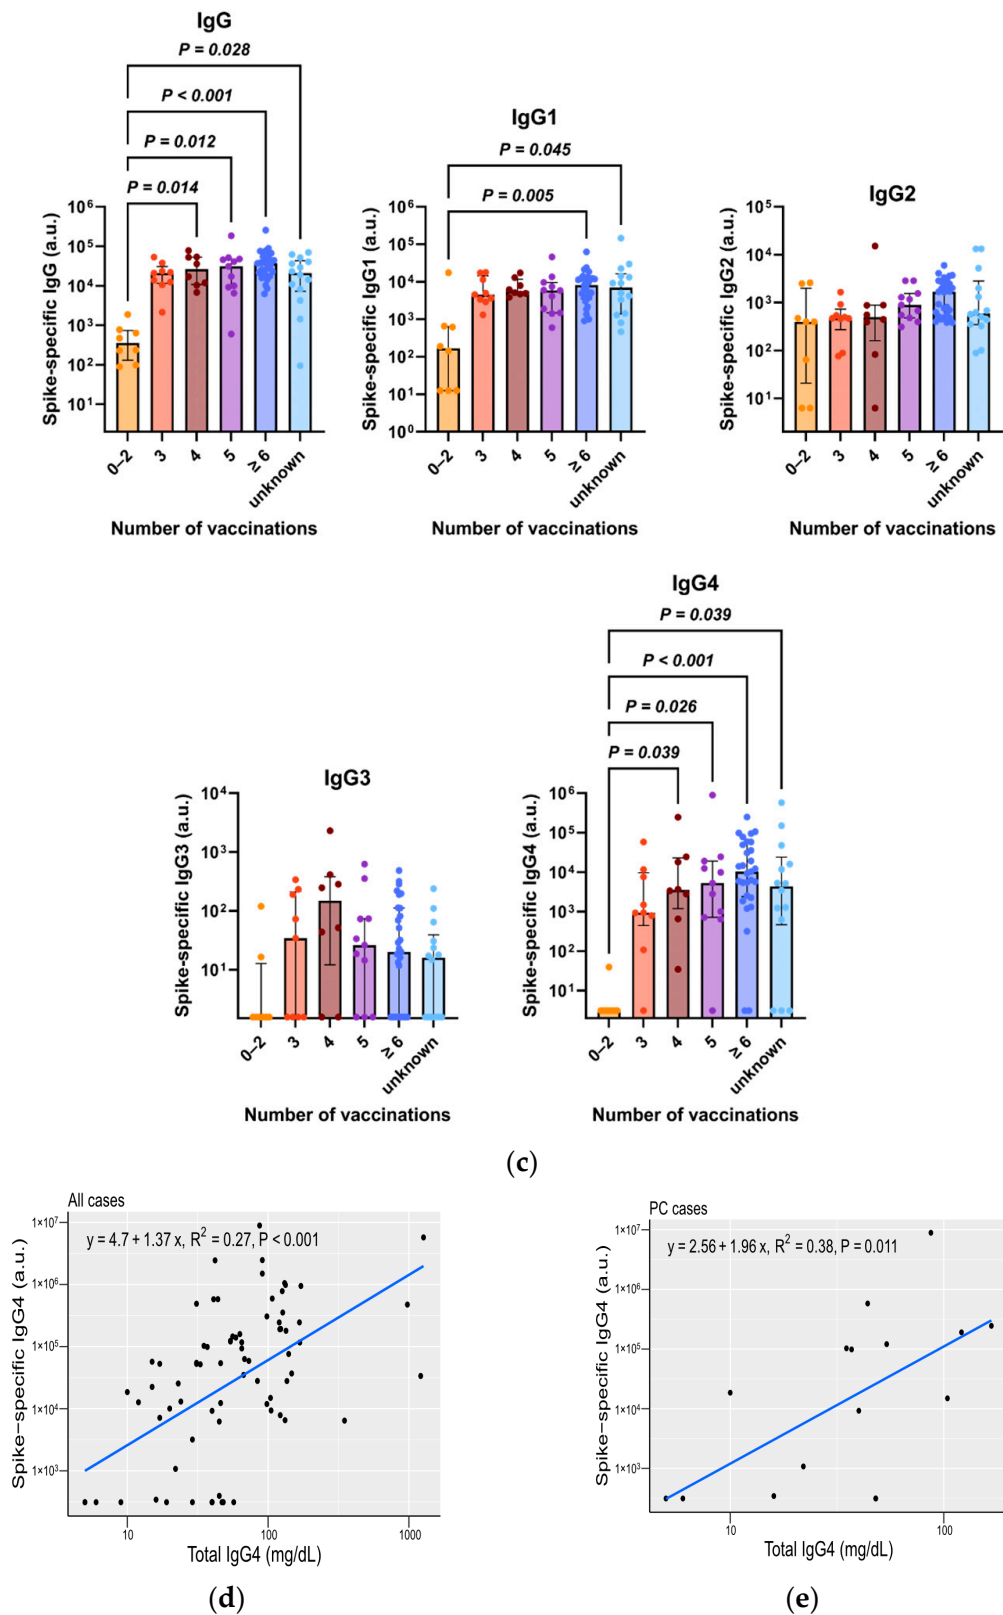 IgG
P = 0.028
P < 0.001
P = 0.012
P = 0.014
Spike-specific IgG (a.u.)
10⁶
10⁵
10⁴
10³
10²
10¹
0–2
3
4
5
≥ 6
unknown
Number of vaccinations
IgG1
P = 0.045
P = 0.005
Spike-specific IgG1 (a.u.)
10⁶
10⁵
10⁴
10³
10²
10¹
10⁰
0–2
3
4
5
≥ 6
unknown
Number of vaccinations
IgG2
Spike-specific IgG2 (a.u.)
10⁵
10⁴
10³
10²
10¹
0–2
3
4
5
≥ 6
unknown
Number of vaccinations
IgG3
Spike-specific IgG3 (a.u.)
10⁴
10³
10²
10¹
0–2
3
4
5
≥ 6
unknown
Number of vaccinations
IgG4
P = 0.039
P < 0.001
P = 0.026
P = 0.039
Spike-specific IgG4 (a.u.)
10⁶
10⁵
10⁴
10³
10²
10¹
0–2
3
4
5
≥ 6
unknown
Number of vaccinations
(c)
All cases
y = 4.7 + 1.37 x, R² = 0.27, P < 0.001
Spike−specific IgG4 (a.u.)
1×10⁷
1×10⁶
1×10⁵
1×10⁴
1×10³
10
100
1000
Total IgG4 (mg/dL)
(d)
PC cases
y = 2.56 + 1.96 x, R² = 0.38, P = 0.011
Spike−specific IgG4 (a.u.)
1×10⁷
1×10⁶
1×10⁵
1×10⁴
1×10³
10
100
Total IgG4 (mg/dL)
(e)